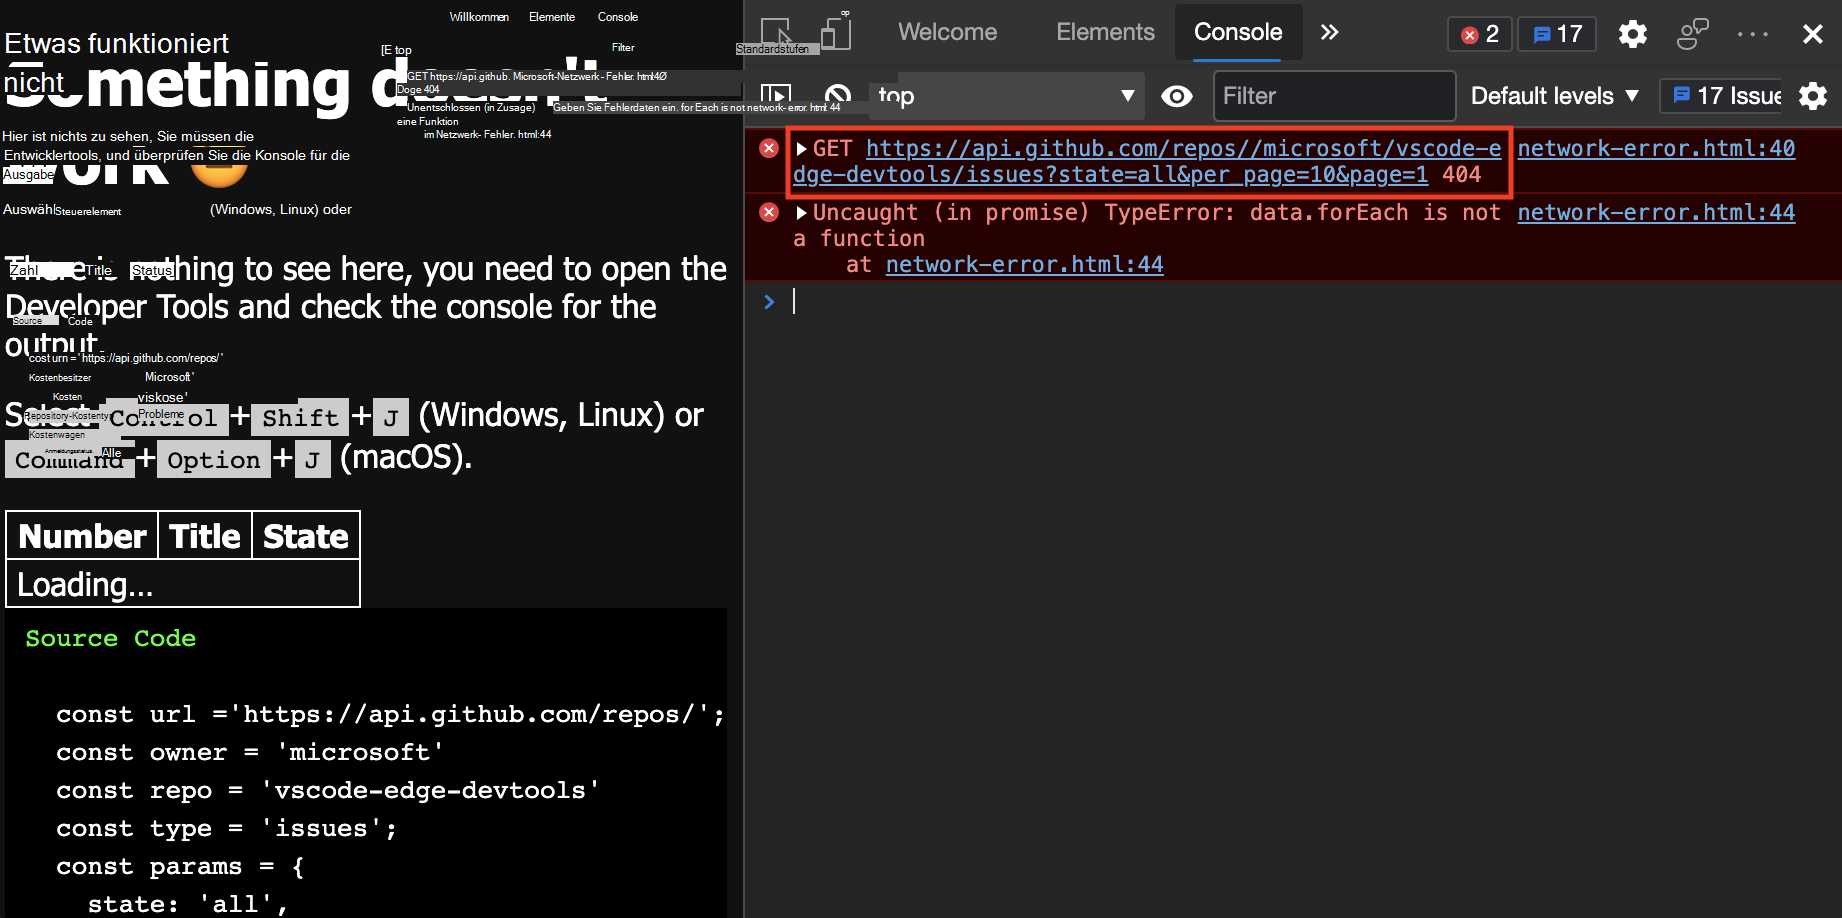 Willkommen Elemente Console
Etwas funktioniert
nicht
[E top
Filter
Standardstufen
GET https://api.github. Microsoft-Netzwerk - Fehler. html:4Ø
Doge 404
Unentschlossen (in Zusage) Geben Sie Fehlerdaten ein. for Each is not network- error. html: 44
eine Funktion
im Netzwerk- Fehler. html:44
Something doesn't
work
Hier ist nichts zu sehen, Sie müssen die
Entwicklertools, und überprüfen Sie die Konsole für die
Ausgabe
Auswähl Steuerelement (Windows, Linux) oder
Zahl Title Status
There is nothing to see here, you need to open the
Developer Tools and check the console for the
output.
Source Code
cost urn = ' https://api.github.com/repos/ '
Kostenbesitzer Microsoft '
Kosten viskose '
Repository-Kostentyp Probleme
Kostenwagen
Anmeldungsstatus. Alle
Select Control + Shift + J (Windows, Linux) or
Command + Option + J (macOS).
Number Title State
Loading...
Source Code
const url ='https://api.github.com/repos/';
const owner = 'microsoft'
const repo = 'vscode-edge-devtools'
const type = 'issues';
const params = {
state: 'all',
Welcome Elements Console 2 17
top Filter Default levels 17 Issue
GET https://api.github.com/repos//microsoft/vscode-e network-error.html:40
dge-devtools/issues?state=all&per_page=10&page=1 404
Uncaught (in promise) TypeError: data.forEach is not network-error.html:44
a function
at network-error.html:44